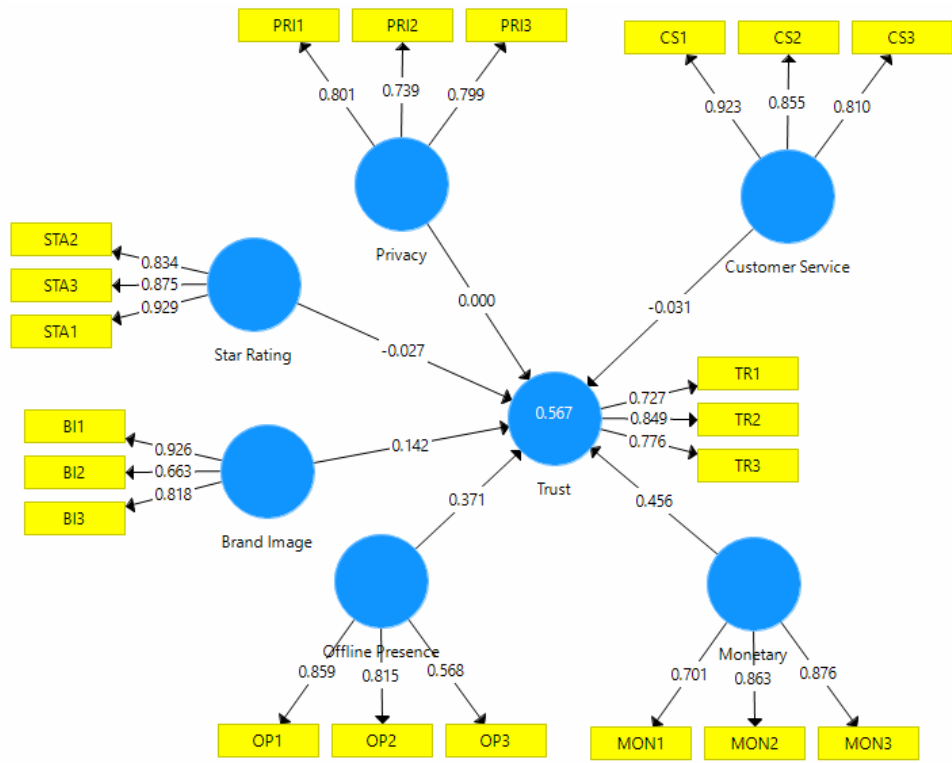 PRI1 PRI2 PRI3
CS1 CS2 CS3
0.801 0.739 0.799
0.923 0.855 0.810
Privacy
Customer Service
STA2
STA3
STA1
0.834
0.875
0.929
Star Rating
0.000
-0.031
-0.027
BI1
BI2
BI3
0.926
0.663
0.818
Brand Image
0.142
0.567
Trust
0.727
0.849
0.776
TR1
TR2
TR3
0.371
0.456
Offline Presence
Monetary
0.859 0.815 0.568
0.701 0.863 0.876
OP1 OP2 OP3
MON1 MON2 MON3